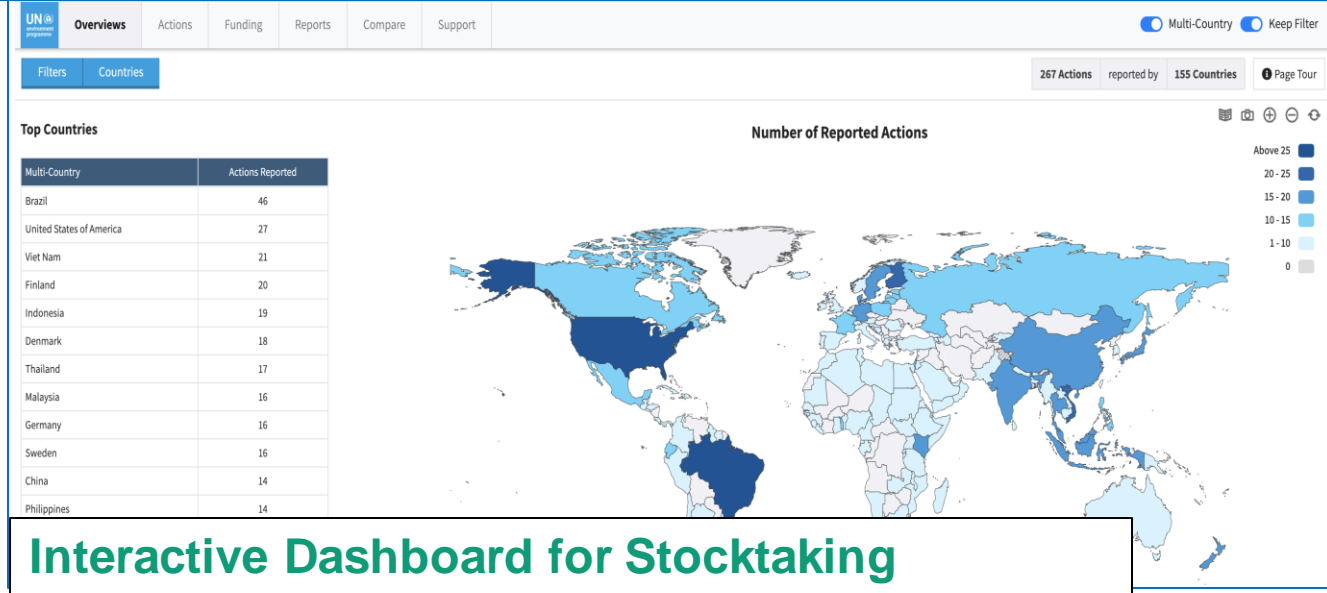 UN
environment
programme
Overviews Actions Funding Reports Compare Support
Multi-Country Keep Filter
Filters Countries
267 Actions reported by 155 Countries Page Tour
Top Countries
Number of Reported Actions
Multi-Country Actions Reported
Brazil 46
United States of America 27
Viet Nam 21
Finland 20
Indonesia 19
Denmark 18
Thailand 17
Malaysia 16
Germany 16
Sweden 16
China 14
Philippines 14
Above 25
20 - 25
15 - 20
10 - 15
1 - 10
0
Interactive Dashboard for Stocktaking